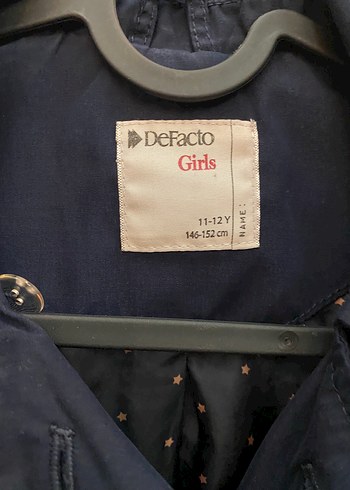 DeFacto
Girls
11-12 Y
146-152 cm
NAME: